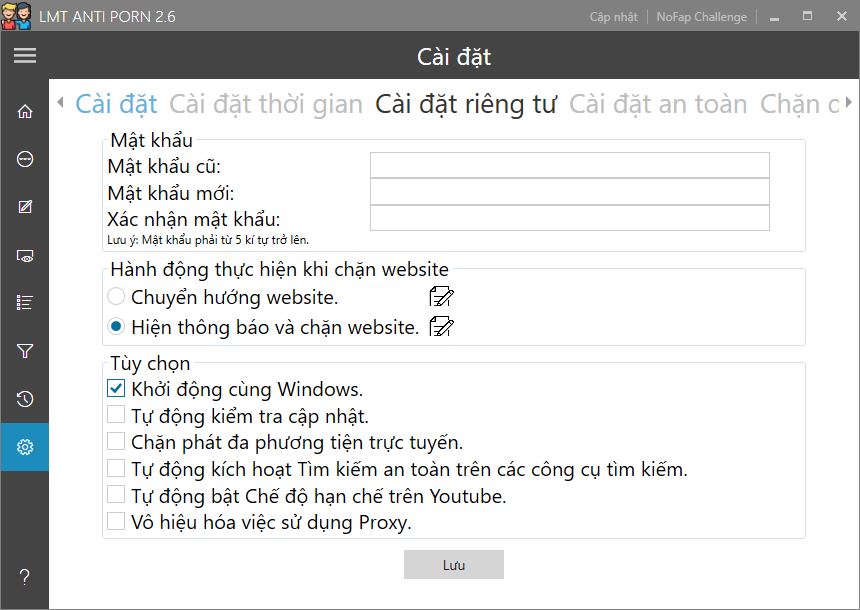 LMT ANTI PORN 2.6
Cập nhật
NoFap Challenge
Cài đặt
Cài đặt Cài đặt thời gian Cài đặt riêng tư Cài đặt an toàn Chặn
Mật khẩu
Mật khẩu cũ:
Mật khẩu mới:
Xác nhận mật khẩu:
Lưu ý: Mật khẩu phải từ 5 kí tự trở lên.
Hành động thực hiện khi chặn website
Chuyển hướng website.
Hiện thông báo và chặn website.
Tùy chọn
Khởi động cùng Windows.
Tự động kiểm tra cập nhật.
Chặn phát đa phương tiện trực tuyến.
Tự động kích hoạt Tìm kiếm an toàn trên các công cụ tìm kiếm.
Tự động bật Chế độ hạn chế trên Youtube.
Vô hiệu hóa việc sử dụng Proxy.
Lưu